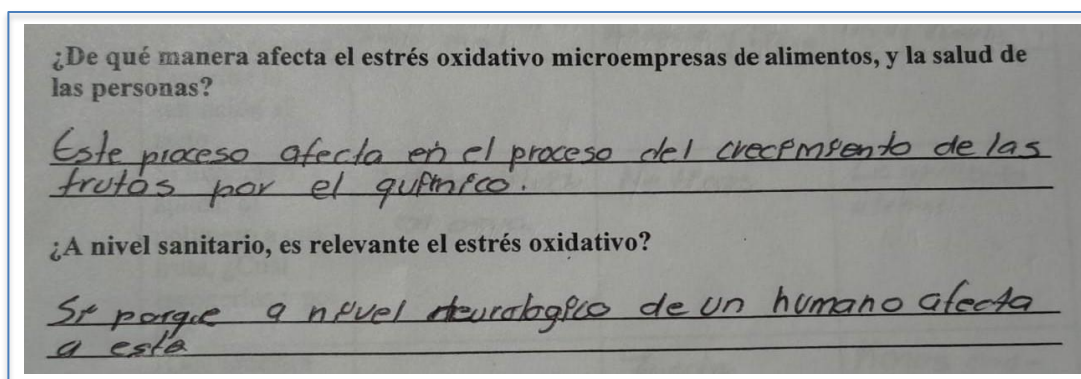 ¿De qué manera afecta el estrés oxidativo microempresas de alimentos, y la salud de
las personas?
Este proceso afecta en el proceso del crecimiento de las
frutas por el químico.
¿A nivel sanitario, es relevante el estrés oxidativo?
Si porque a nivel neurologico de un humano afecta
a esta